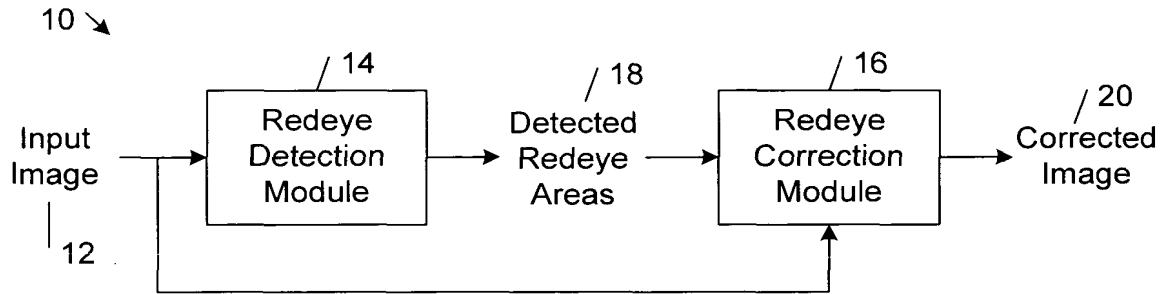 10
14
18
16
20
Input
Image
12
Redeye
Detection
Module
Detected
Redeye
Areas
Redeye
Correction
Module
Corrected
Image